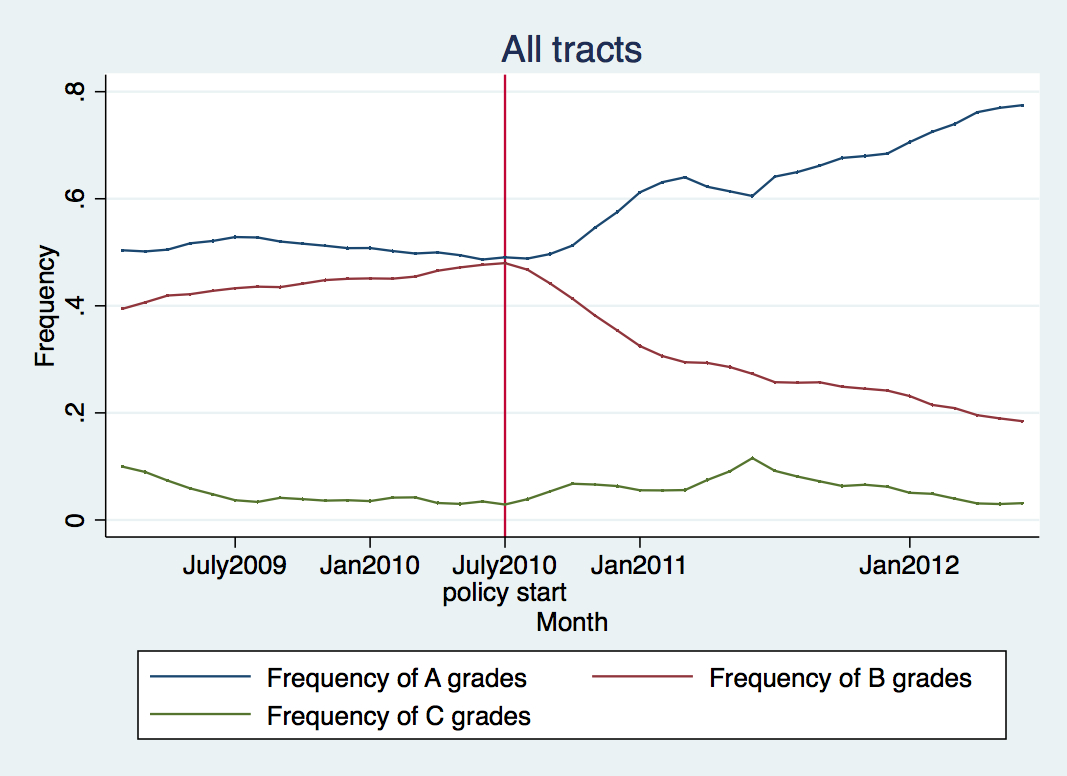 All tracts
Frequency
.8
.6
.4
.2
0
July2009 Jan2010 July2010 Jan2011 Jan2012
policy start
Month
Frequency of A grades Frequency of B grades
Frequency of C grades